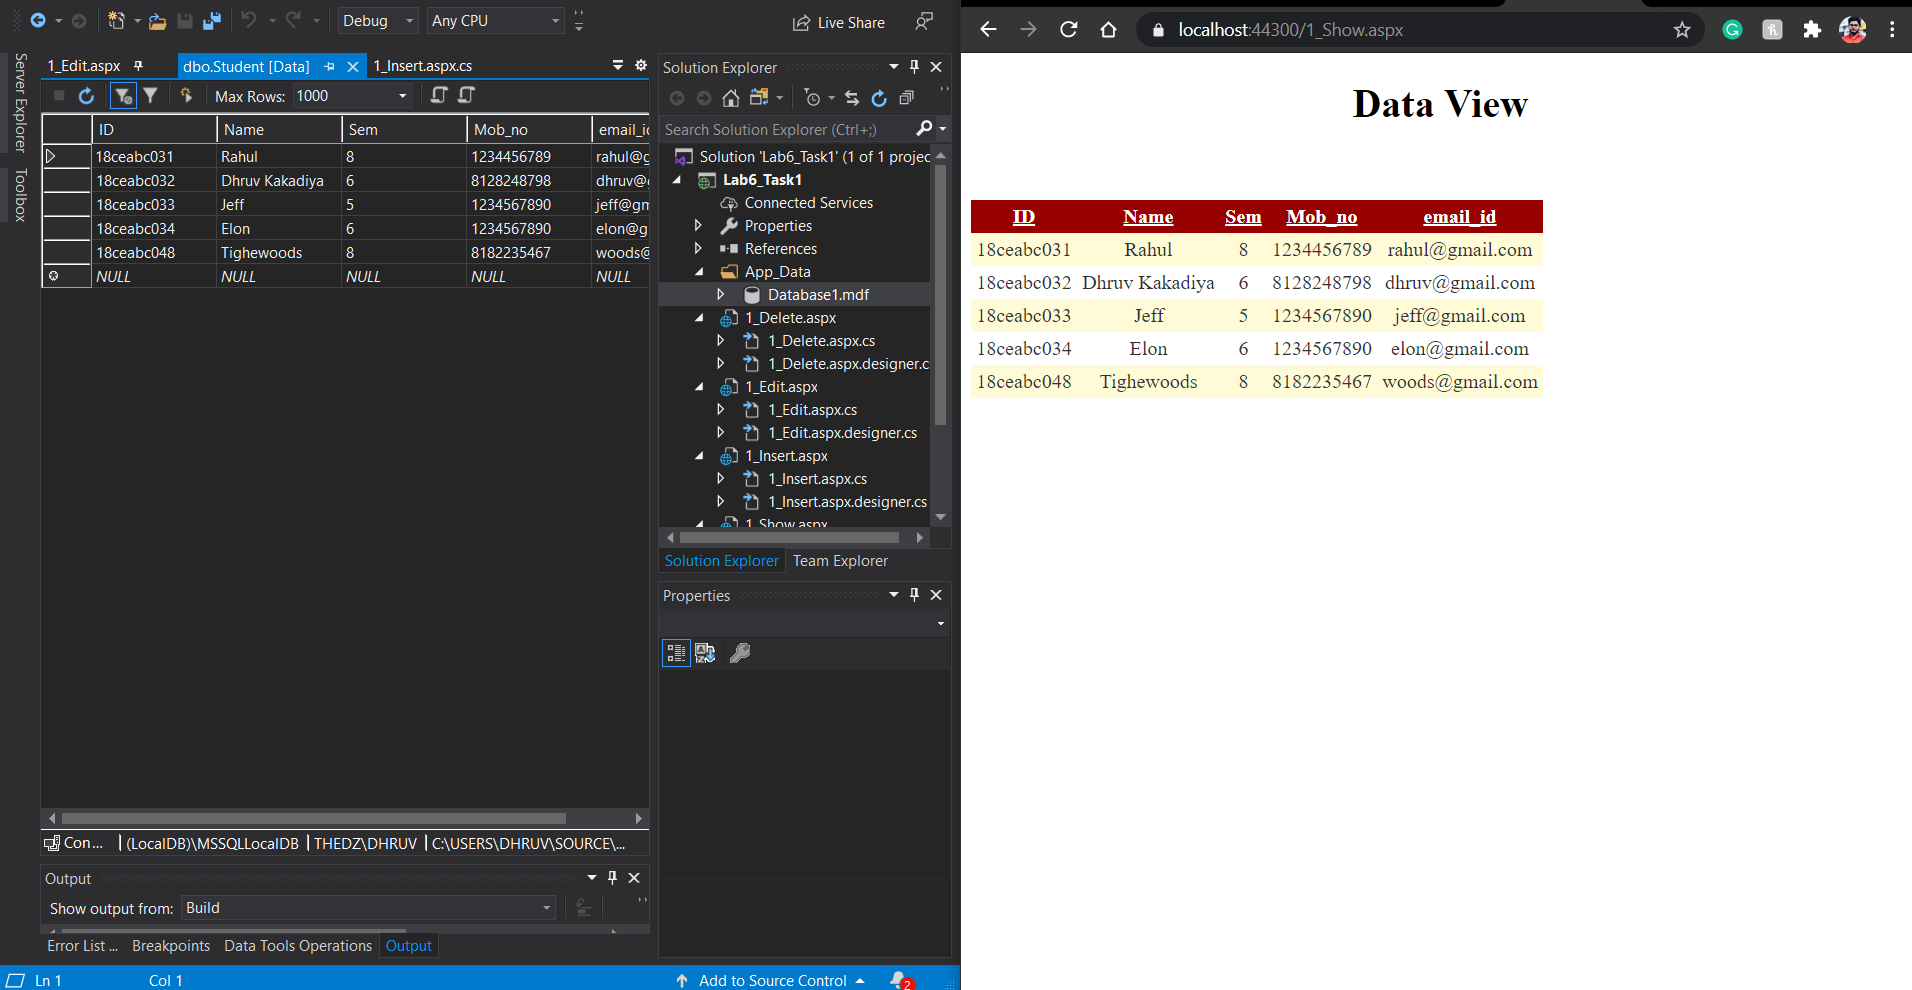 Debug
Any CPU
Live Share
Server Explorer
Toolbox
1_Edit.aspx
dbo.Student [Data]
1_Insert.aspx.cs
Max Rows: 1000
ID Name Sem Mob_no email_id
18ceabc031 Rahul 8 1234456789 rahul@g
18ceabc032 Dhruv Kakadiya 6 8128248798 dhruv@
18ceabc033 Jeff 5 1234567890 jeff@gm
18ceabc034 Elon 6 1234567890 elon@g
18ceabc048 Tighewoods 8 8182235467 woods@
NULL NULL NULL NULL NULL
Con... (LocalDB)\MSSQLLocalDB THEDZ\DHRUV C:\USERS\DHRUV\SOURCE\...
Output
Show output from: Build
Error List ... Breakpoints Data Tools Operations Output
Ln 1 Col 1 Add to Source Control 2
Solution Explorer
Search Solution Explorer (Ctrl+;)
Solution 'Lab6_Task1' (1 of 1 projec
Lab6_Task1
Connected Services
Properties
References
App_Data
Database1.mdf
1_Delete.aspx
1_Delete.aspx.cs
1_Delete.aspx.designer.c
1_Edit.aspx
1_Edit.aspx.cs
1_Edit.aspx.designer.cs
1_Insert.aspx
1_Insert.aspx.cs
1_Insert.aspx.designer.cs
1_Show.aspx
Solution Explorer Team Explorer
Properties
localhost:44300/1_Show.aspx
Data View
ID Name Sem Mob_no email_id
18ceabc031 Rahul 8 1234456789 rahul@gmail.com
18ceabc032 Dhruv Kakadiya 6 8128248798 dhruv@gmail.com
18ceabc033 Jeff 5 1234567890 jeff@gmail.com
18ceabc034 Elon 6 1234567890 elon@gmail.com
18ceabc048 Tighewoods 8 8182235467 woods@gmail.com